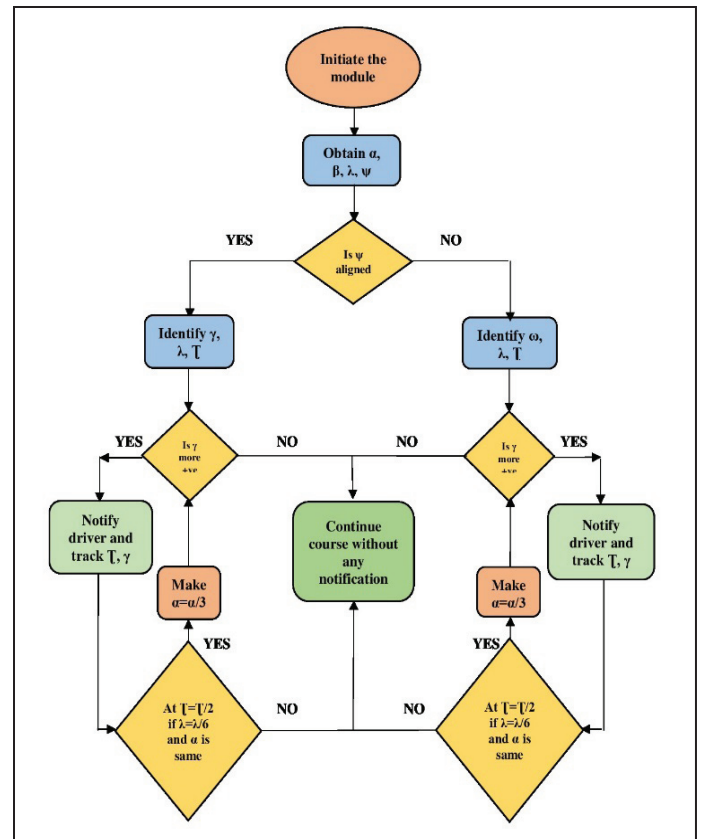 Initiate the
module
Obtain α,
β, λ, ψ
YES
NO
Is ψ
aligned
Identify γ,
λ, Ʈ
Identify ω,
λ, Ʈ
YES
Is γ
more
+ve
NO
NO
Is γ
more
+ve
YES
Notify
driver and
track Ʈ, γ
Continue
course without
any
notification
Notify
driver and
track Ʈ, γ
Make
α=α/3
Make
α=α/3
YES
YES
At Ʈ=Ʈ/2
if λ=λ/6
and α is
same
NO
NO
At Ʈ=Ʈ/2
if λ=λ/6
and α is
same